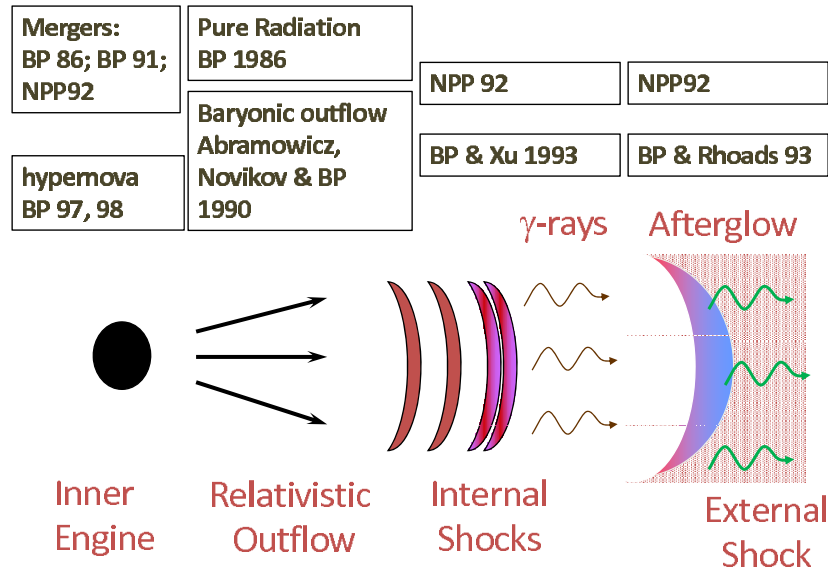 Mergers:
BP 86; BP 91;
NPP92
Pure Radiation
BP 1986
NPP 92
NPP92
Baryonic outflow
Abramowicz,
Novikov & BP
1990
BP & Xu 1993
BP & Rhoads 93
hypernova
BP 97, 98
γ-rays
Afterglow
Inner
Engine
Relativistic
Outflow
Internal
Shocks
External
Shock